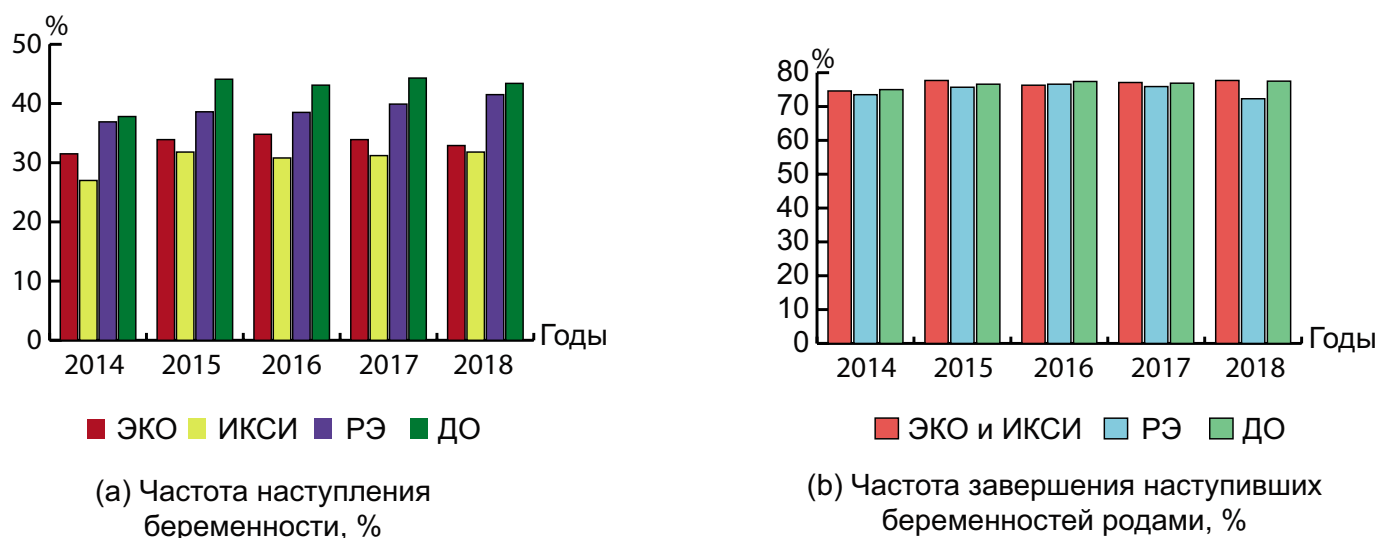 %
50
40
30
20
10
0
2014 2015 2016 2017 2018
Годы
ЭКО ИКСИ РЭ ДО
(a) Частота наступления
беременности, %
%
80
70
60
50
40
30
20
10
0
2014 2015 2016 2017 2018
Годы
ЭКО и ИКСИ РЭ ДО
(b) Частота завершения наступивших
беременностей родами, %